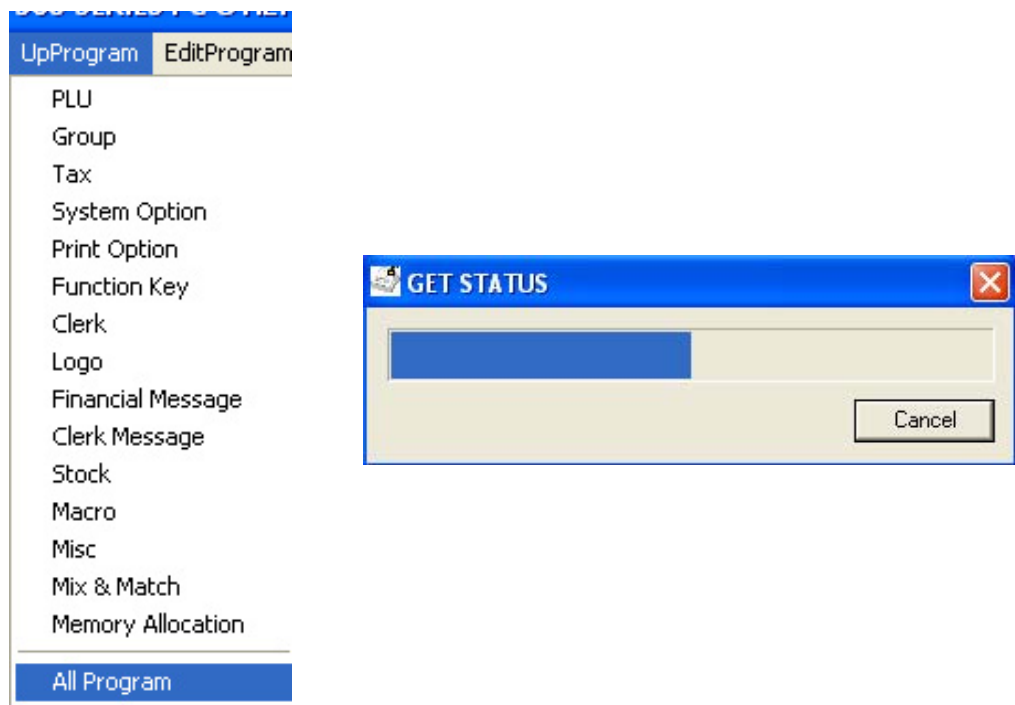 UpProgram EditProgram
PLU
Group
Tax
System Option
Print Option
Function Key
Clerk
Logo
Financial Message
Clerk Message
Stock
Macro
Misc
Mix & Match
Memory Allocation
All Program
GET STATUS
Cancel